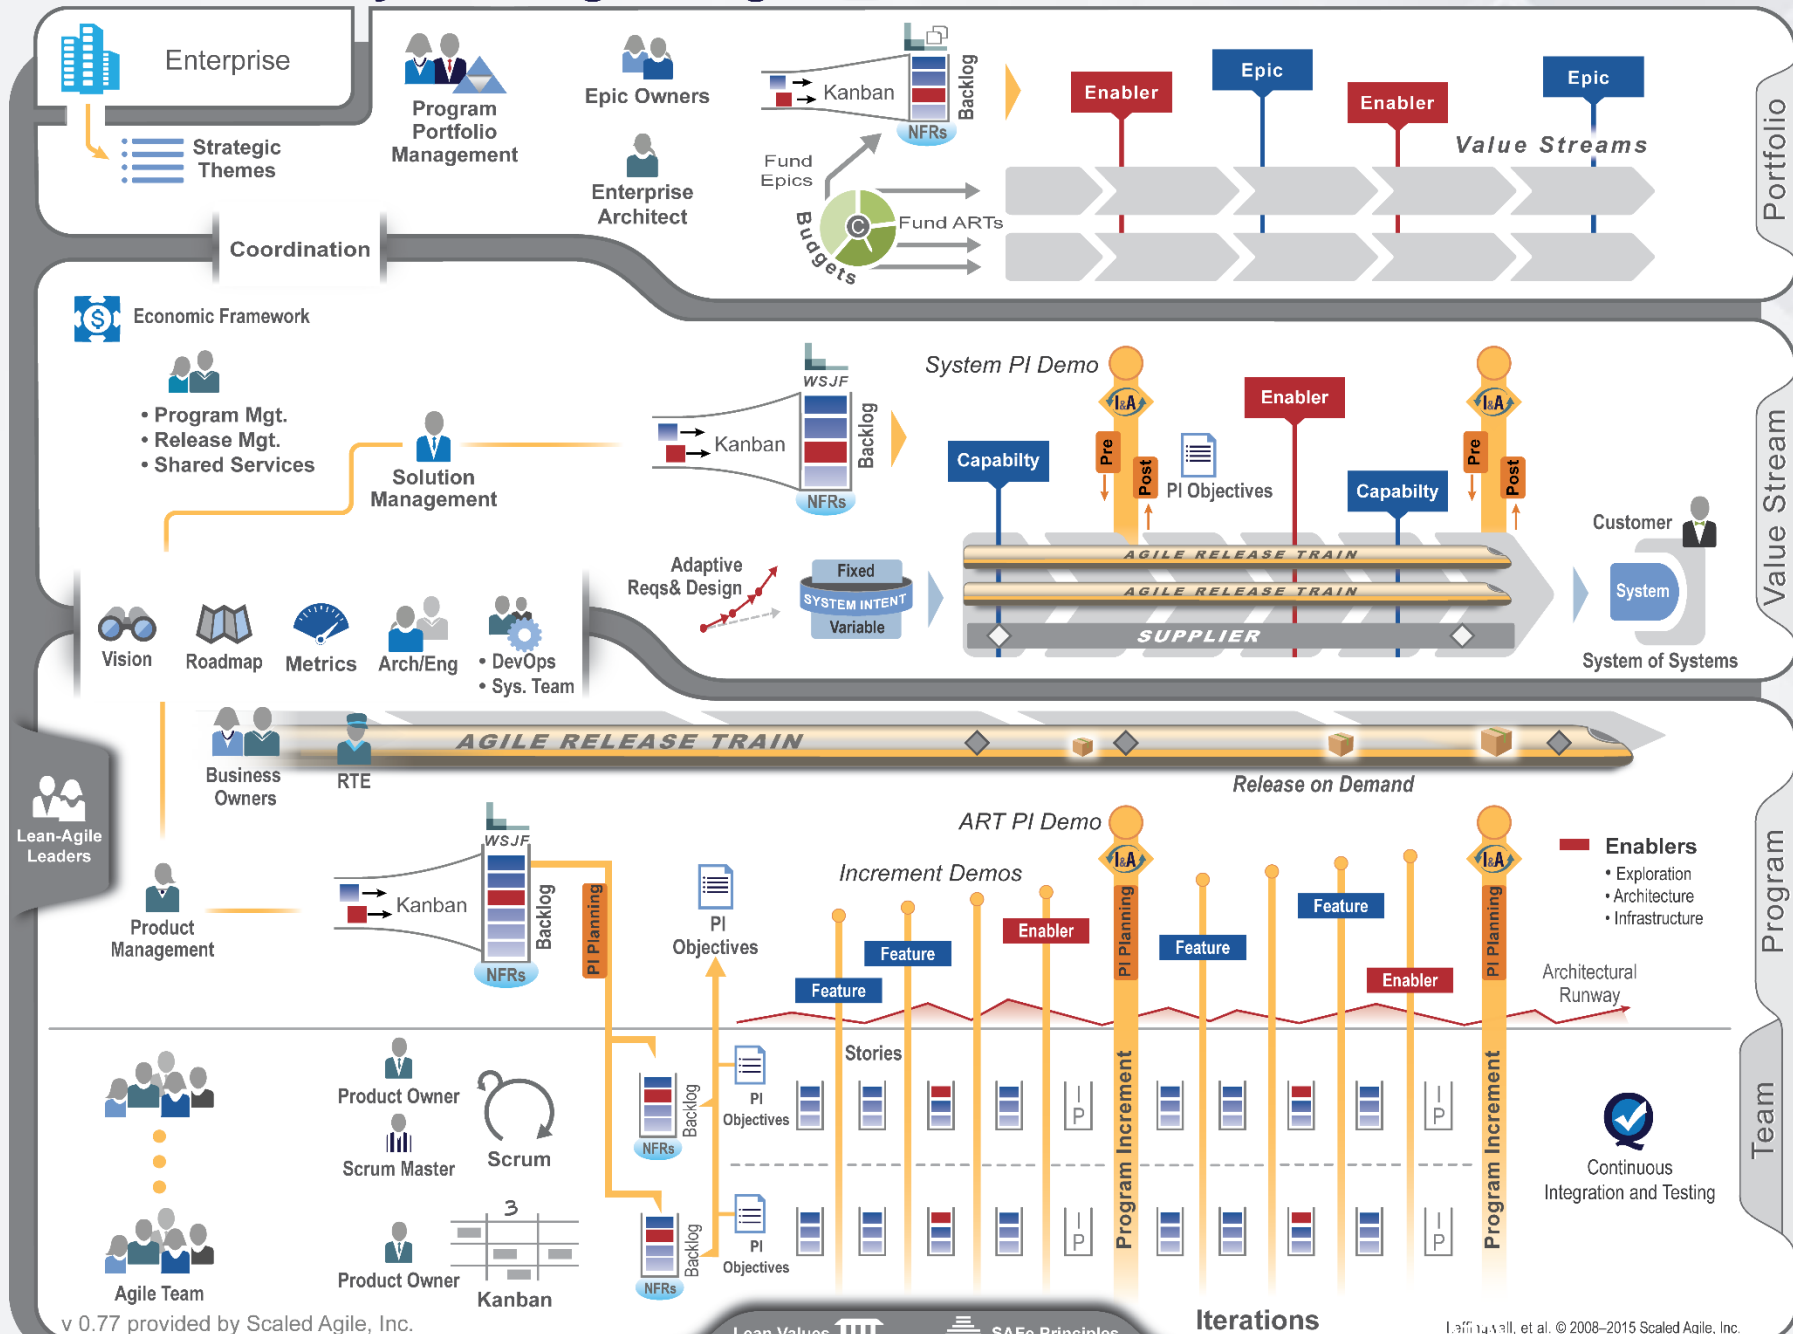 Enterprise
Strategic
Themes
Program
Portfolio
Management
Epic Owners
Enterprise
Architect
Kanban
Backlog
NFRs
Fund
Epics
Budgets
C
Fund ARTs
Enabler
Epic
Enabler
Epic
Value Streams
Portfolio
Coordination
Economic Framework
• Program Mgt.
• Release Mgt.
• Shared Services
Solution
Management
WSJF
Kanban
Backlog
NFRs
System PI Demo
I&A
Pre
Post
PI Objectives
Capabilty
Enabler
Capabilty
I&A
Pre
Post
Customer
System
System of Systems
Value Stream
Adaptive
Reqs& Design
Fixed
SYSTEM INTENT
Variable
AGILE RELEASE TRAIN
AGILE RELEASE TRAIN
SUPPLIER
Vision
Roadmap
Metrics
Arch/Eng
• DevOps
• Sys. Team
Business
Owners
RTE
AGILE RELEASE TRAIN
Release on Demand
Lean-Agile
Leaders
Product
Management
WSJF
Kanban
Backlog
NFRs
PI Planning
PI
Objectives
ART PI Demo
Increment Demos
Feature
Feature
Enabler
I&A
PI Planning
Feature
Feature
Enabler
I&A
PI Planning
Enablers
• Exploration
• Architecture
• Infrastructure
Architectural
Runway
Program
Product Owner
Scrum Master
Scrum
Backlog
NFRs
PI
Objectives
Stories
I
P
Program Increment
I
P
Program Increment
Continuous
Integration and Testing
Team
Agile Team
Product Owner
3
Kanban
Backlog
NFRs
PI
Objectives
I
P
I
P
Iterations
v 0.77 provided by Scaled Agile, Inc.
Lean Values
SAFe Principles
Leffingwell, et al. © 2008–2015 Scaled Agile, Inc.